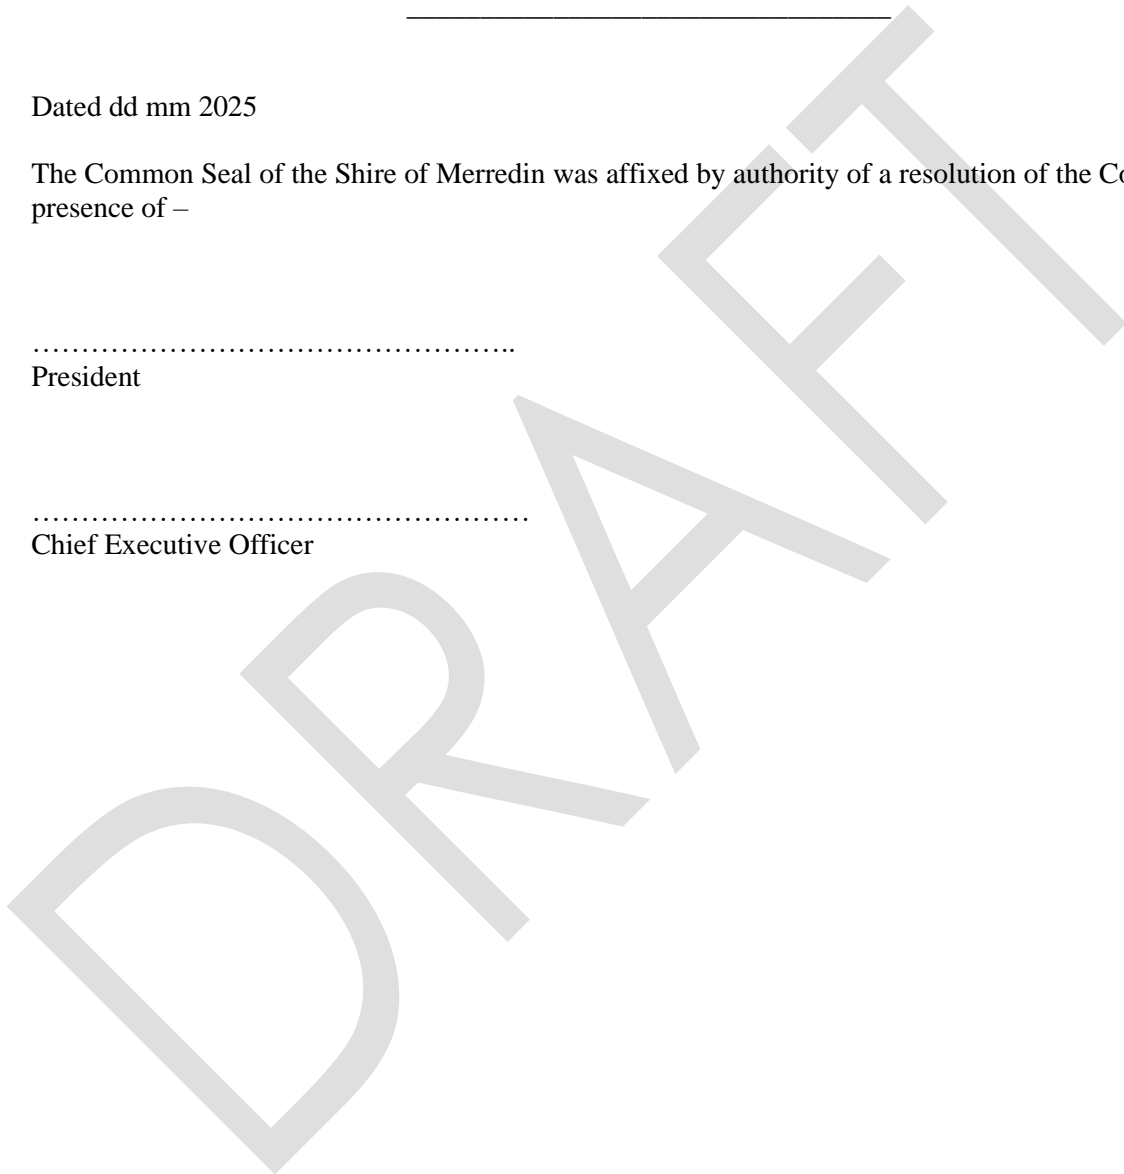 Dated dd mm 2025
The Common Seal of the Shire of Merredin was affixed by authority of a resolution of the
presence of –
……………………………………………..
President
………………………………………………
Chief Executive Officer
DRAFT